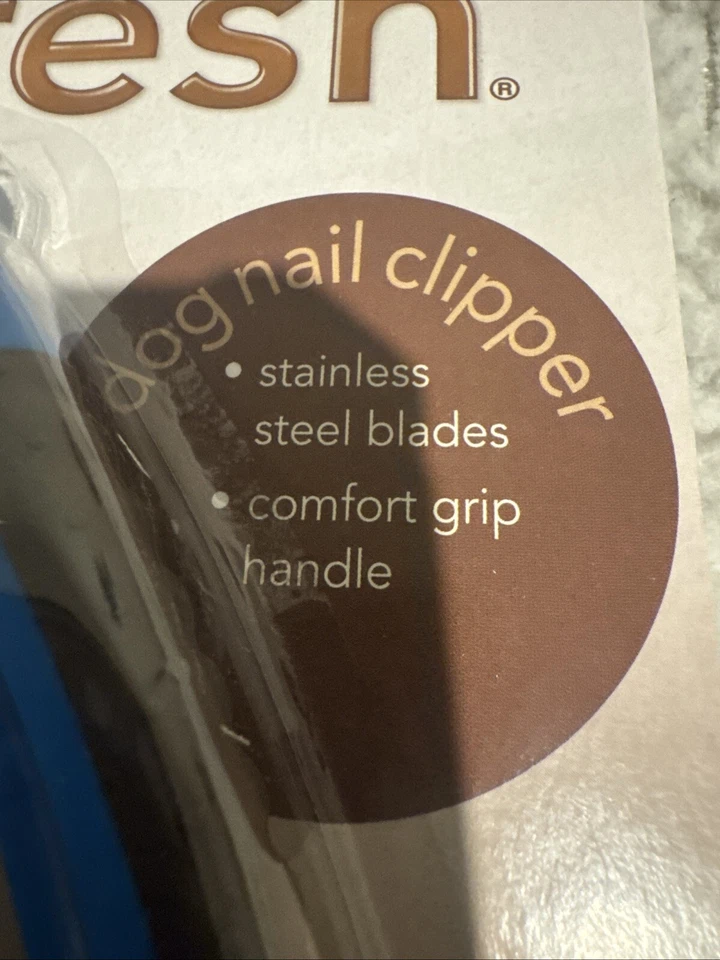 esh®
dog nail clipper
• stainless
steel blades
• comfort grip
handle